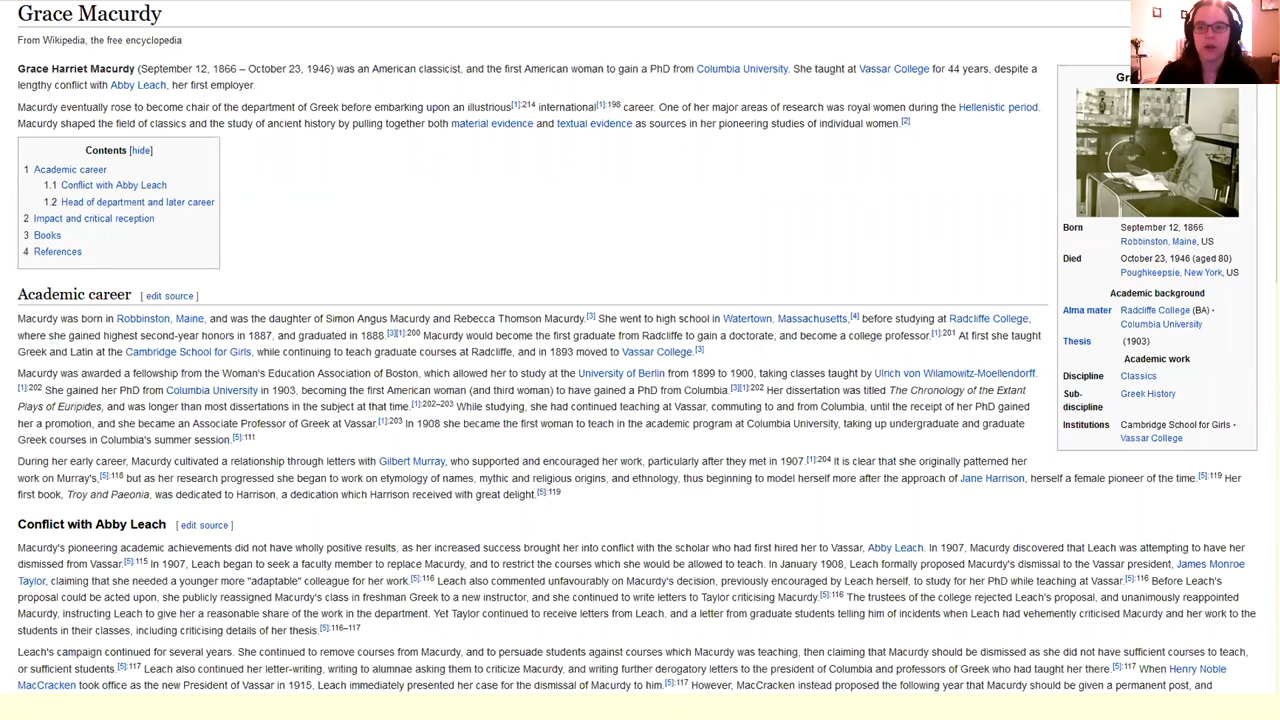 Grace Macurdy
From Wikipedia, the free encyclopedia
Grace Harriet Macurdy (September 12, 1866 – October 23, 1946) was an American classicist, and the first American woman to gain a PhD from Columbia University. She taught at Vassar College for 44 years, despite a
lengthy conflict with Abby Leach, her first employer.
Macurdy eventually rose to become chair of the department of Greek before embarking upon an illustrious[1]:214 international[1]:198 career. One of her major areas of research was royal women during the Hellenistic period.
Macurdy shaped the field of classics and the study of ancient history by pulling together both material evidence and textual evidence as sources in her pioneering studies of individual women.[2]
Contents [hide]
1 Academic career
1.1 Conflict with Abby Leach
1.2 Head of department and later career
2 Impact and critical reception
3 Books
4 References
Born September 12, 1866
Robbinston, Maine, US
Died October 23, 1946 (aged 80)
Poughkeepsie, New York, US
Academic background
Alma mater Radcliffe College (BA) ·
Columbia University
Thesis (1903)
Academic work
Discipline Classics
Sub- Greek History
discipline
Institutions Cambridge School for Girls ·
Vassar College
Academic career [ edit source ]
Macurdy was born in Robbinston, Maine, and was the daughter of Simon Angus Macurdy and Rebecca Thomson Macurdy.[3] She went to high school in Watertown, Massachusetts,[4] before studying at Radcliffe College,
where she gained highest second-year honors in 1887, and graduated in 1888.[3][1]:200 Macurdy would become the first graduate from Radcliffe to gain a doctorate, and become a college professor.[1]:201 At first she taught
Greek and Latin at the Cambridge School for Girls, while continuing to teach graduate courses at Radcliffe, and in 1893 moved to Vassar College.[3]
Macurdy was awarded a fellowship from the Woman's Education Association of Boston, which allowed her to study at the University of Berlin from 1899 to 1900, taking classes taught by Ulrich von Wilamowitz-Moellendorff.
[1]:202 She gained her PhD from Columbia University in 1903, becoming the first American woman (and third woman) to have gained a PhD from Columbia.[3][1]:202 Her dissertation was titled The Chronology of the Extant
Plays of Euripides, and was longer than most dissertations in the subject at that time.[1]:202–203 While studying, she had continued teaching at Vassar, commuting to and from Columbia, until the receipt of her PhD gained
her a promotion, and she became an Associate Professor of Greek at Vassar.[1]:203 In 1908 she became the first woman to teach in the academic program at Columbia University, taking up undergraduate and graduate
Greek courses in Columbia's summer session.[5]:111
During her early career, Macurdy cultivated a relationship through letters with Gilbert Murray, who supported and encouraged her work, particularly after they met in 1907.[1]:204 It is clear that she originally patterned her
work on Murray's,[5]:118 but as her research progressed she began to work on etymology of names, mythic and religious origins, and ethnology, thus beginning to model herself more after the approach of Jane Harrison, herself a female pioneer of the time.[5]:119 Her
first book, Troy and Paeonia, was dedicated to Harrison, a dedication which Harrison received with great delight.[5]:119
Conflict with Abby Leach [ edit source ]
Macurdy's pioneering academic achievements did not have wholly positive results, as her increased success brought her into conflict with the scholar who had first hired her to Vassar, Abby Leach. In 1907, Macurdy discovered that Leach was attempting to have her
dismissed from Vassar.[5]:115 In 1907, Leach began to seek a faculty member to replace Macurdy, and to restrict the courses which she would be allowed to teach. In January 1908, Leach formally proposed Macurdy's dismissal to the Vassar president, James Monroe
Taylor, claiming that she needed a younger more "adaptable" colleague for her work.[5]:116 Leach also commented unfavourably on Macurdy's decision, previously encouraged by Leach herself, to study for her PhD while teaching at Vassar.[5]:116 Before Leach's
proposal could be acted upon, she publicly reassigned Macurdy's class in freshman Greek to a new instructor, and she continued to write letters to Taylor criticising Macurdy.[5]:116 The trustees of the college rejected Leach's proposal, and unanimously reappointed
Macurdy, instructing Leach to give her a reasonable share of the work in the department. Yet Taylor continued to receive letters from Leach, and a letter from graduate students telling him of incidents when Leach had vehemently criticised Macurdy and her work to the
students in their classes, including criticising details of her thesis.[5]:116–117
Leach's campaign continued for several years. She continued to remove courses from Macurdy, and to persuade students against courses which Macurdy was teaching, then claiming that Macurdy should be dismissed as she did not have sufficient courses to teach,
or sufficient students.[5]:117 Leach also continued her letter-writing, writing to alumnae asking them to criticize Macurdy, and writing further derogatory letters to the president of Columbia and professors of Greek who had taught her there.[5]:117 When Henry Noble
MacCracken took office as the new President of Vassar in 1915, Leach immediately presented her case for the dismissal of Macurdy to him.[5]:117 However, MacCracken instead proposed the following year that Macurdy should be given a permanent post, and